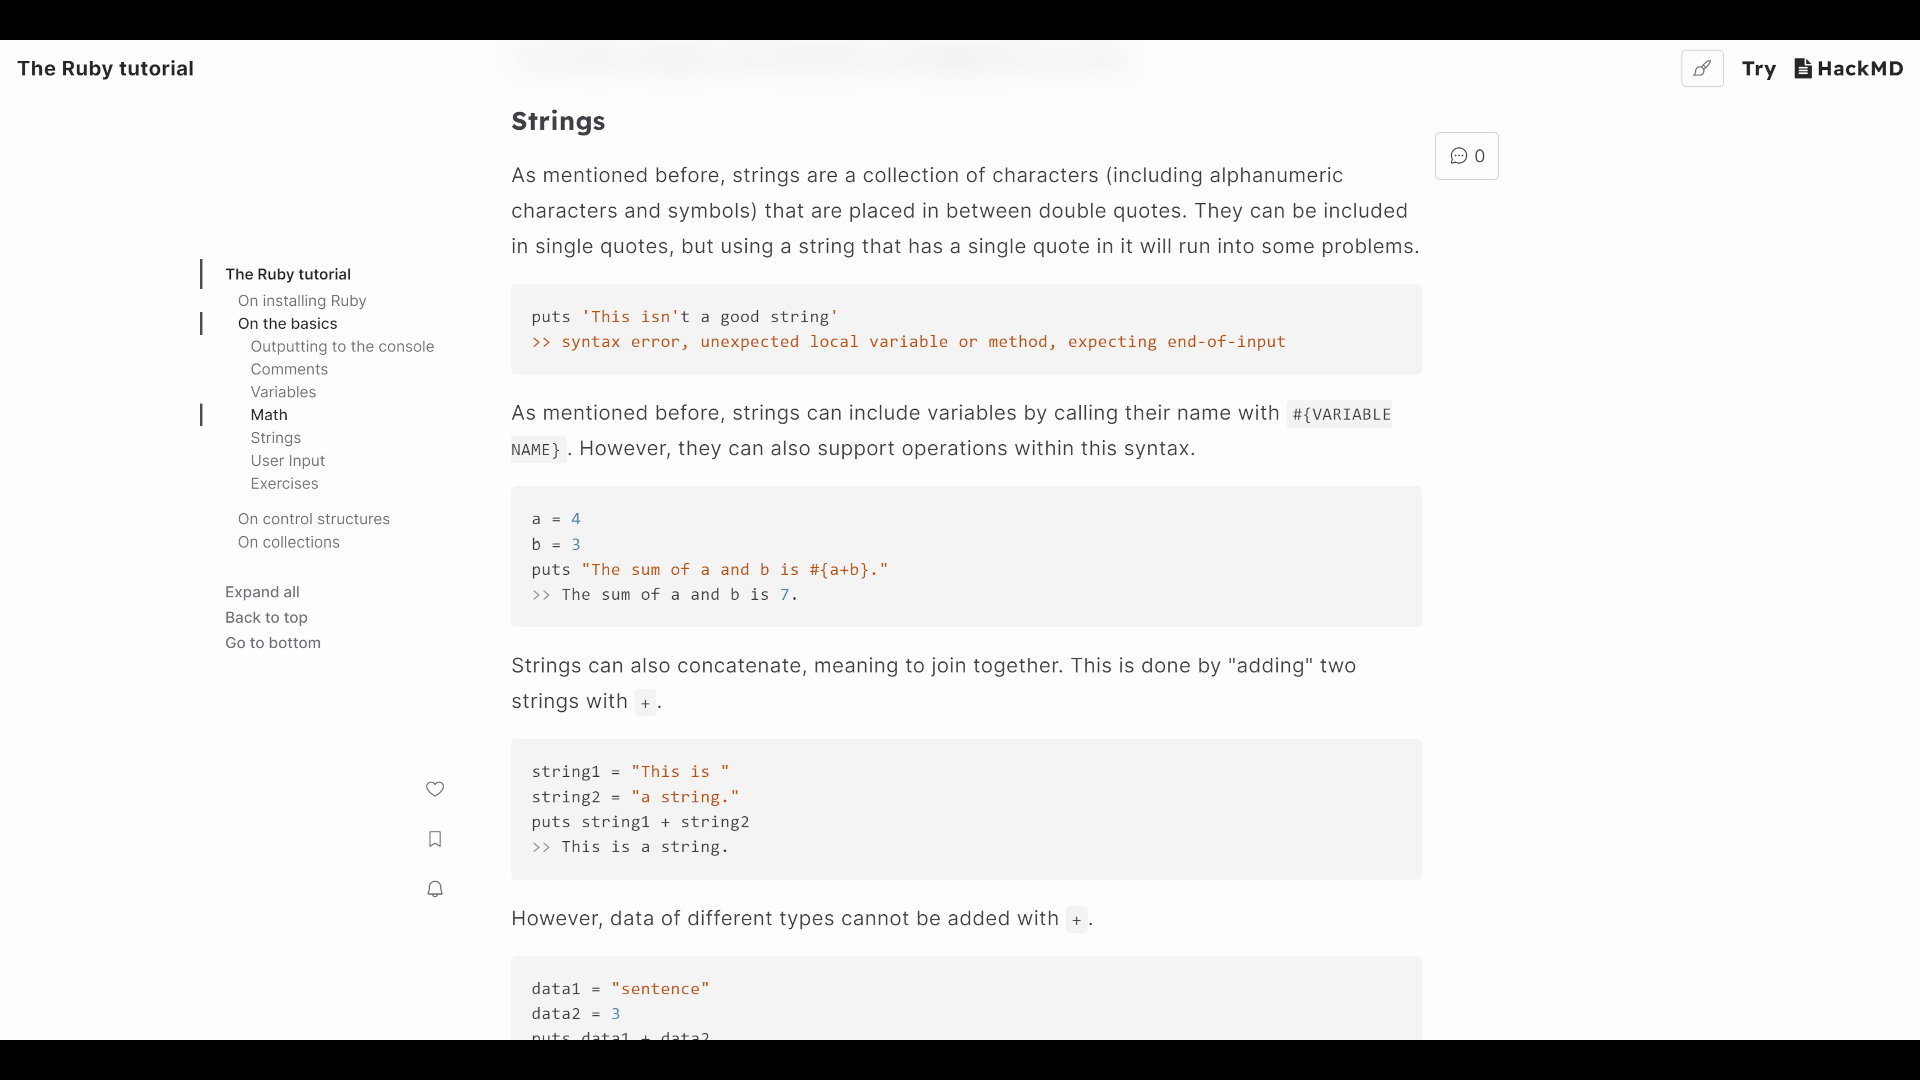 The Ruby tutorial
Try HackMD
Strings
0
As mentioned before, strings are a collection of characters (including alphanumeric
characters and symbols) that are placed in between double quotes. They can be included
in single quotes, but using a string that has a single quote in it will run into some problems.
puts 'This isn't a good string'
>> syntax error, unexpected local variable or method, expecting end-of-input
As mentioned before, strings can include variables by calling their name with #{VARIABLE
NAME} . However, they can also support operations within this syntax.
a = 4
b = 3
puts "The sum of a and b is #{a+b}."
>> The sum of a and b is 7.
Strings can also concatenate, meaning to join together. This is done by "adding" two
strings with + .
string1 = "This is "
string2 = "a string."
puts string1 + string2
>> This is a string.
However, data of different types cannot be added with + .
data1 = "sentence"
data2 = 3
puts data1 + data2
The Ruby tutorial
On installing Ruby
On the basics
Outputting to the console
Comments
Variables
Math
Strings
User Input
Exercises
On control structures
On collections
Expand all
Back to top
Go to bottom